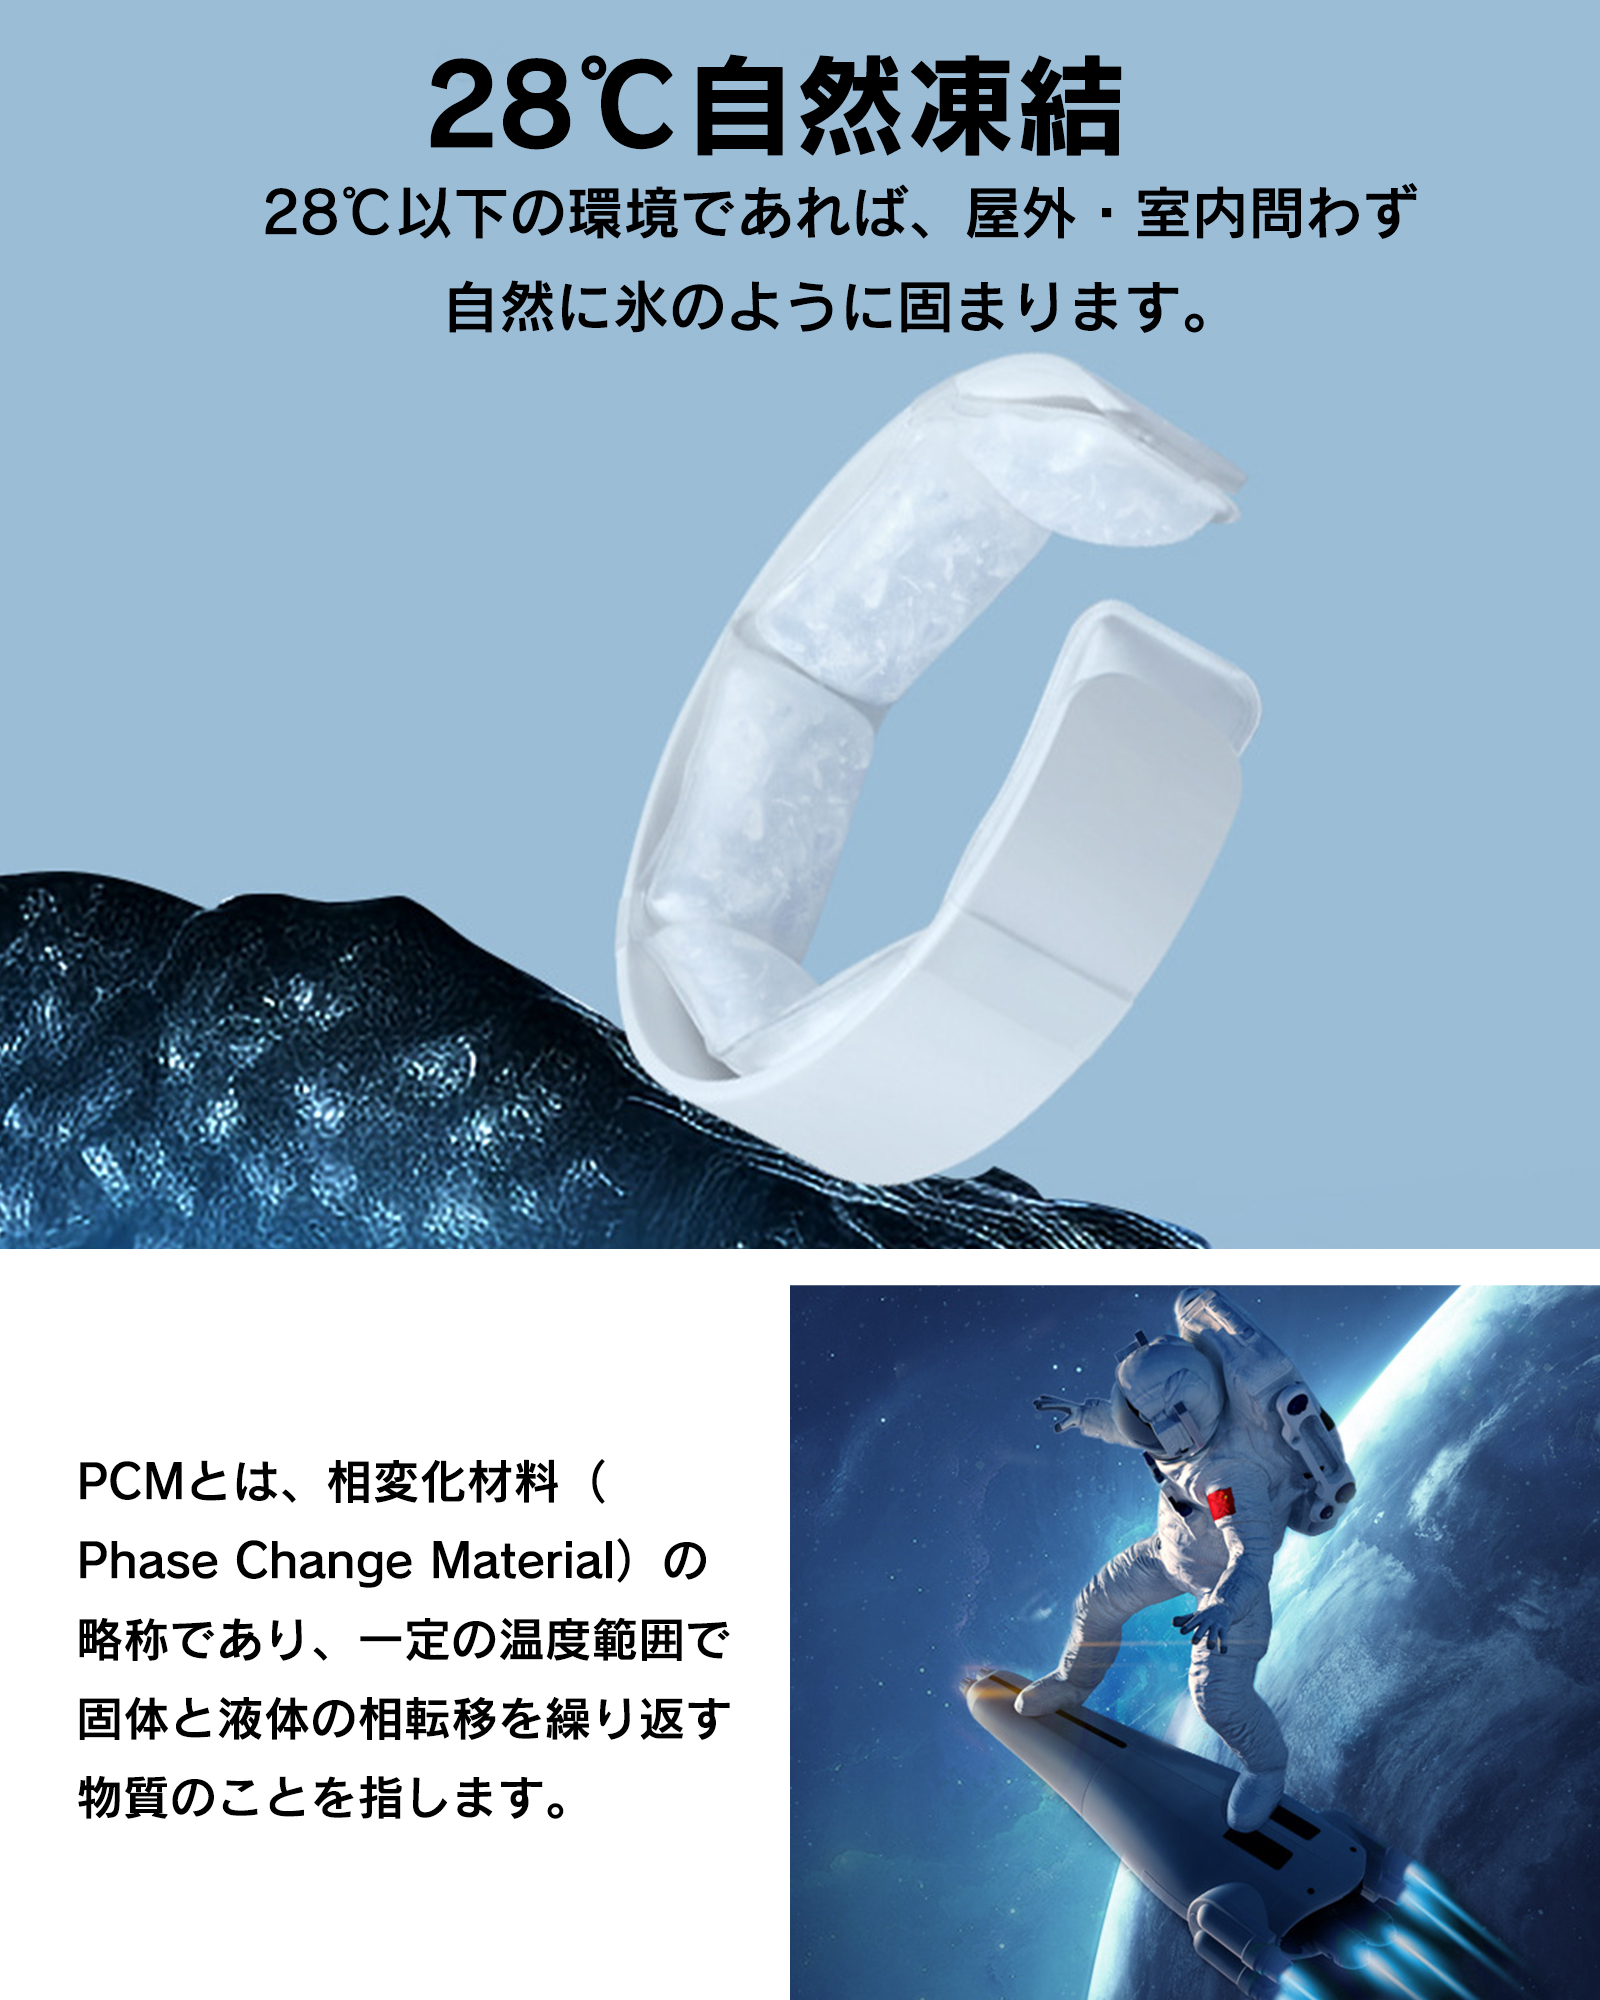 28℃自然凍結
28℃以下の環境であれば、屋外・室内問わず
自然に氷のように固まります。
PCMとは、相変化材料（
Phase Change Material）の
略称であり、一定の温度範囲で
固体と液体の相転移を繰り返す
物質のことを指します。